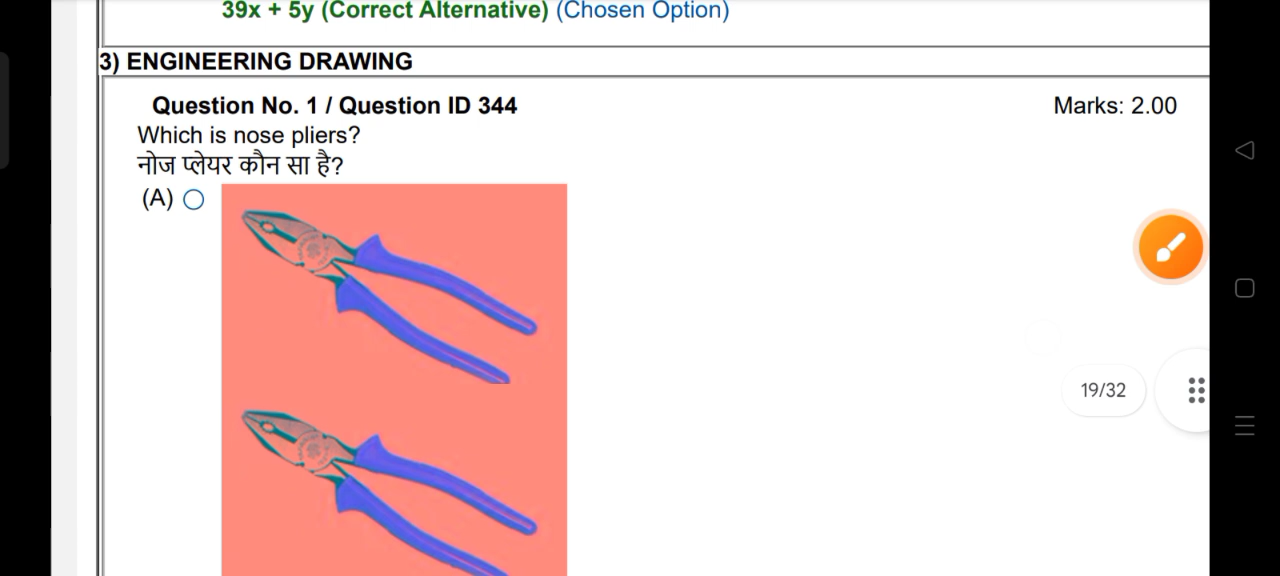 39x + 5y (Correct Alternative) (Chosen Option)
3) ENGINEERING DRAWING
Question No. 1 / Question ID 344
Marks: 2.00
Which is nose pliers?
नोज प्लेयर कौन सा है?
(A)
19/32